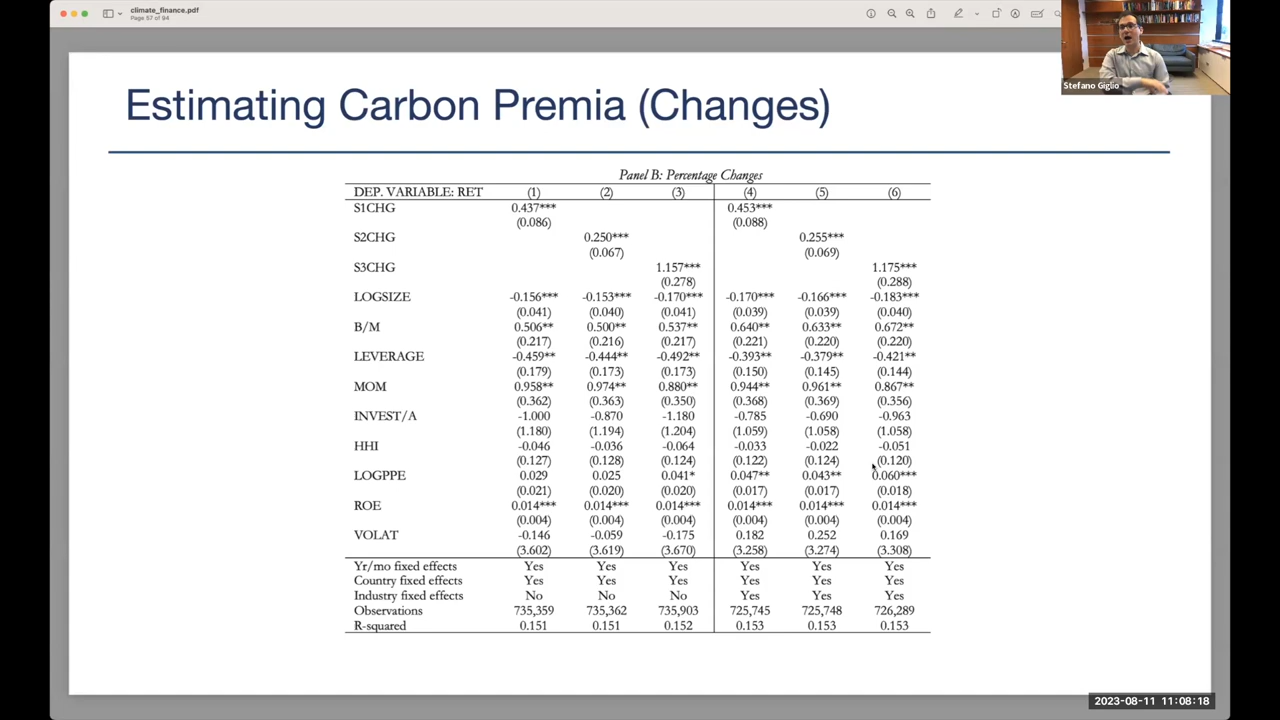 climate_finance.pdf
Page 57 of 94
Stefano Giglio
Estimating Carbon Premia (Changes)
Panel B: Percentage Changes
DEP. VARIABLE: RET (1) (2) (3) (4) (5) (6)
S1CHG 0.437*** 0.453***
(0.086) (0.088)
S2CHG 0.250*** 0.255***
(0.067) (0.069)
S3CHG 1.157*** 1.175***
(0.278) (0.288)
LOGSIZE -0.156*** -0.153*** -0.170*** -0.170*** -0.166*** -0.183***
(0.041) (0.040) (0.041) (0.039) (0.039) (0.040)
B/M 0.506** 0.500** 0.537** 0.640** 0.633** 0.672**
(0.217) (0.216) (0.217) (0.221) (0.220) (0.220)
LEVERAGE -0.459** -0.444** -0.492** -0.393** -0.379** -0.421**
(0.179) (0.173) (0.173) (0.150) (0.145) (0.144)
MOM 0.958** 0.974** 0.880** 0.944** 0.961** 0.867**
(0.362) (0.363) (0.350) (0.368) (0.369) (0.356)
INVEST/A -1.000 -0.870 -1.180 -0.785 -0.690 -0.963
(1.180) (1.194) (1.204) (1.059) (1.058) (1.058)
HHI -0.046 -0.036 -0.064 -0.033 -0.022 -0.051
(0.127) (0.128) (0.124) (0.122) (0.124) (0.120)
LOGPPE 0.029 0.025 0.041* 0.047** 0.043** 0.060***
(0.021) (0.020) (0.020) (0.017) (0.017) (0.018)
ROE 0.014*** 0.014*** 0.014*** 0.014*** 0.014*** 0.014***
(0.004) (0.004) (0.004) (0.004) (0.004) (0.004)
VOLAT -0.146 -0.059 -0.175 0.182 0.252 0.169
(3.602) (3.619) (3.670) (3.258) (3.274) (3.308)
Yr/mo fixed effects Yes Yes Yes Yes Yes Yes
Country fixed effects Yes Yes Yes Yes Yes Yes
Industry fixed effects No No No Yes Yes Yes
Observations 735,359 735,362 735,903 725,745 725,748 726,289
R-squared 0.151 0.151 0.152 0.153 0.153 0.153
2023-08-11 11:08:18